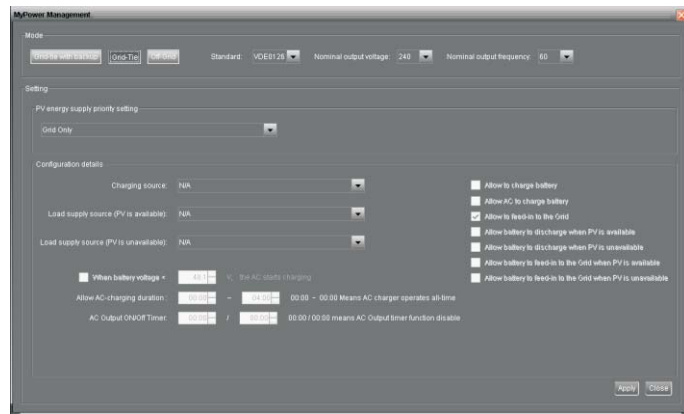 MyPower Management
Mode
Grid-tie with backup Grid-Tie Off-Grid Standard: VDE0126 Nominal output voltage: 240 Nominal output frequency: 60
Setting
PV energy supply priority setting
Grid Only
Configuration details
Charging source: N/A
Load supply source (PV is available): N/A
Load supply source (PV is unavailable): N/A
Allow to charge battery
Allow AC to charge battery
Allow to feed-in to the Grid
Allow battery to discharge when PV is available
Allow battery to discharge when PV is unavailable
Allow battery to feed-in to the Grid when PV is available
Allow battery to feed-in to the Grid when PV is unavailable
When battery voltage < V, the AC starts charging
Allow AC-charging duration : 00:00 ~ 04:00 00:00 ~ 00:00 Means AC charger operates all-time
AC Output ON/Off Timer: 00:00 / 00:00 00:00 / 00:00 means AC Output timer function disable
Apply Close